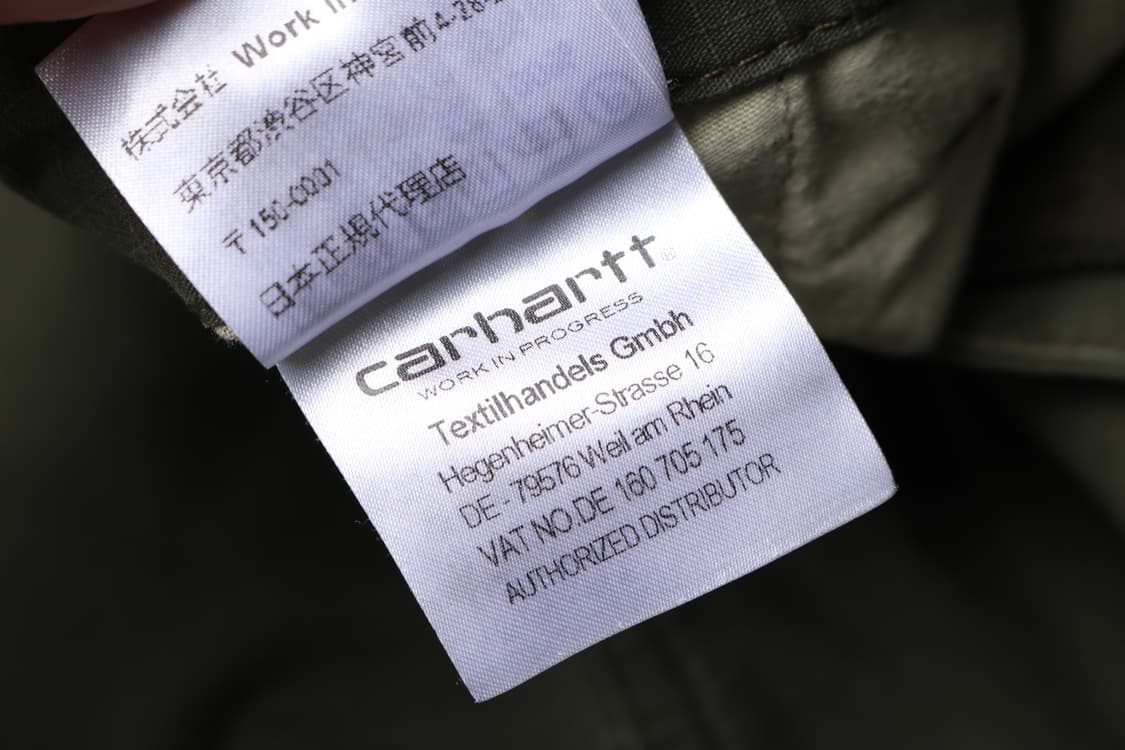 株式会社 Work In
東京都渋谷区神宮前4-28-
〒150-0001
日本正規代理店
carhartt®
WORK IN PROGRESS
Textilhandels Gmbh
Hegenheimer-Strasse 16
DE - 79576 Weil am Rhein
VAT NO.DE 160 705 175
AUTHORIZED DISTRIBUTOR